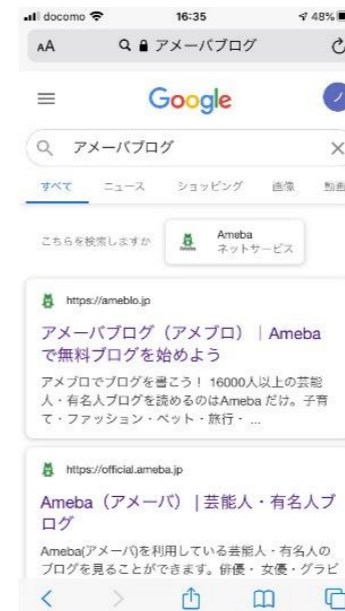 docomo 16:35 48%
AA アメーバブログ
Google ノ
アメーバブログ
すべて ニュース ショッピング 画像 動画
こちらを検索しますか Ameba
ネットサービス
https://ameblo.jp
アメーバブログ（アメブロ）｜Ameba
で無料ブログを始めよう
アメブロでブログを書こう！ 16000人以上の芸能
人・有名人ブログを読めるのはAmeba だけ。子育
て・ファッション・ペット・旅行・ ...
https://official.ameba.jp
Ameba（アメーバ）| 芸能人・有名人ブ
ログ
Ameba(アメーバ)を利用している芸能人・有名人の
ブログを見ることができます。俳優・ 女優・グラビ